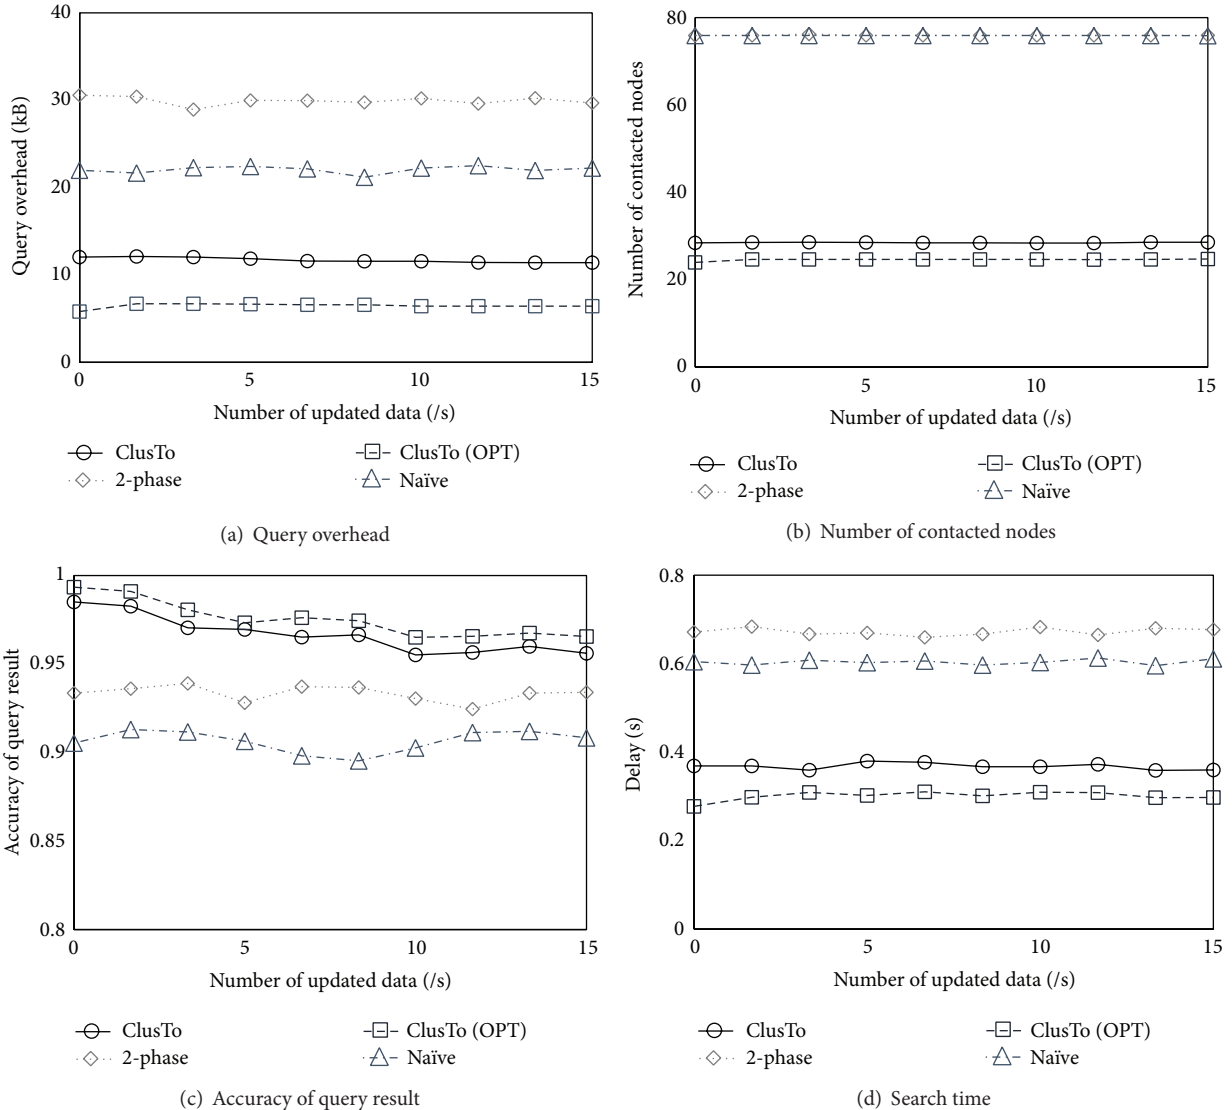 40
30
20
10
0
0 5 10 15
Query overhead (kB)
Number of updated data (/s)
ClusTo
ClusTo (OPT)
2-phase
Naïve
(a) Query overhead
80
60
40
20
0
0 5 10 15
Number of contacted nodes
Number of updated data (/s)
ClusTo
ClusTo (OPT)
2-phase
Naïve
(b) Number of contacted nodes
1
0.95
0.9
0.85
0.8
0 5 10 15
Accuracy of query result
Number of updated data (/s)
ClusTo
ClusTo (OPT)
2-phase
Naïve
(c) Accuracy of query result
0.8
0.6
0.4
0.2
0
0 5 10 15
Delay (s)
Number of updated data (/s)
ClusTo
ClusTo (OPT)
2-phase
Naïve
(d) Search time